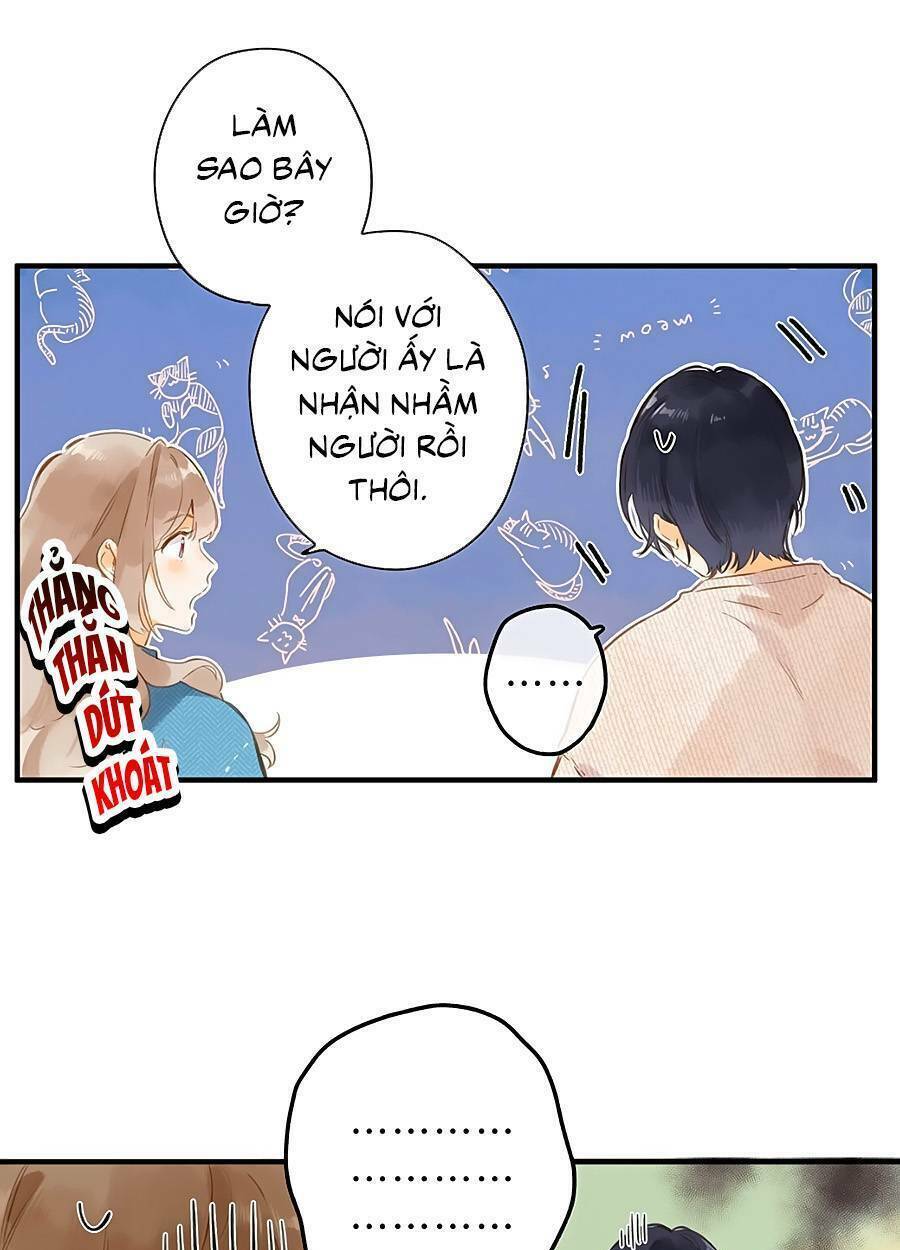 LÀM
SAO BÂY
GIỜ?
NÓI VỚI
NGƯỜI ẤY LÀ
NHẬN NHẦM
NGƯỜI RỒI
THÔI.
meow
THẲNG
THẮN
DỨT
KHOÁT
......
............
............
............